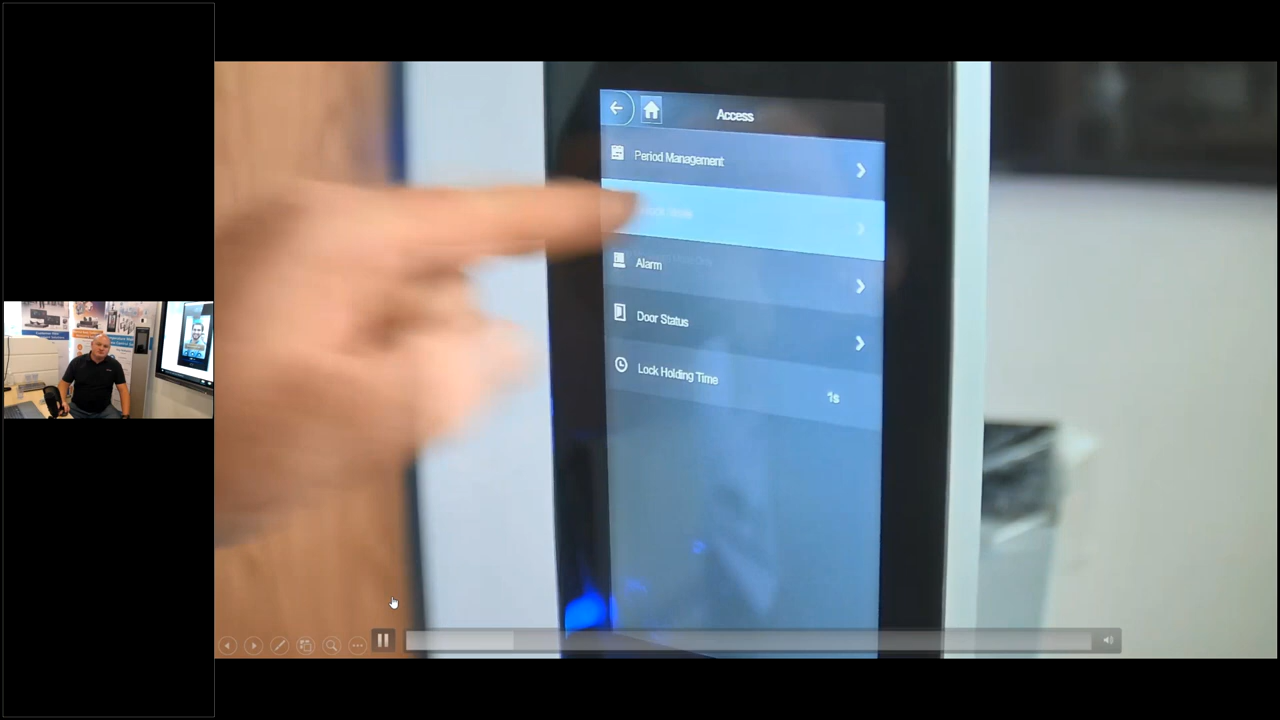 Access
Period Management
Alarm
Door Status
Lock Holding Time
1s